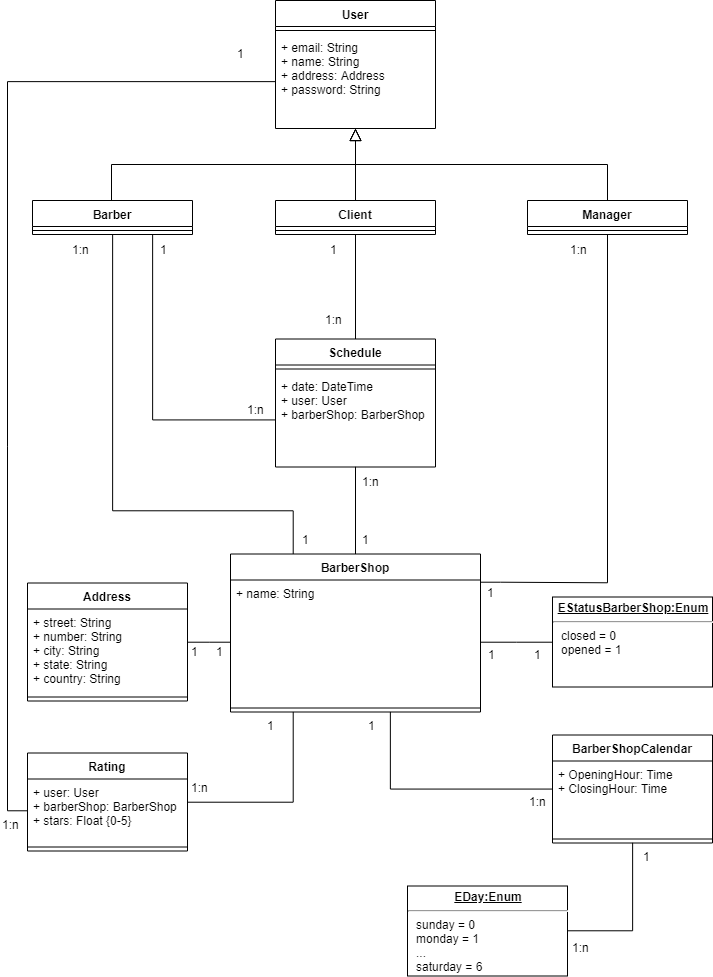 User
1
+ email: String
+ name: String
+ address: Address
+ password: String
Barber
Client
Manager
1:n
1
1
1:n
1:n
Schedule
+ date: DateTime
+ user: User
+ barberShop: BarberShop
1:n
1:n
1
1
BarberShop
+ name: String
1
Address
+ street: String
+ number: String
+ city: String
+ state: String
+ country: String
1
1
EStatusBarberShop:Enum
closed = 0
opened = 1
1
1
1
1
BarberShopCalendar
+ OpeningHour: Time
+ ClosingHour: Time
Rating
+ user: User
+ barberShop: BarberShop
+ stars: Float {0-5}
1:n
1:n
1:n
1
EDay:Enum
sunday = 0
monday = 1
...
saturday = 6
1:n